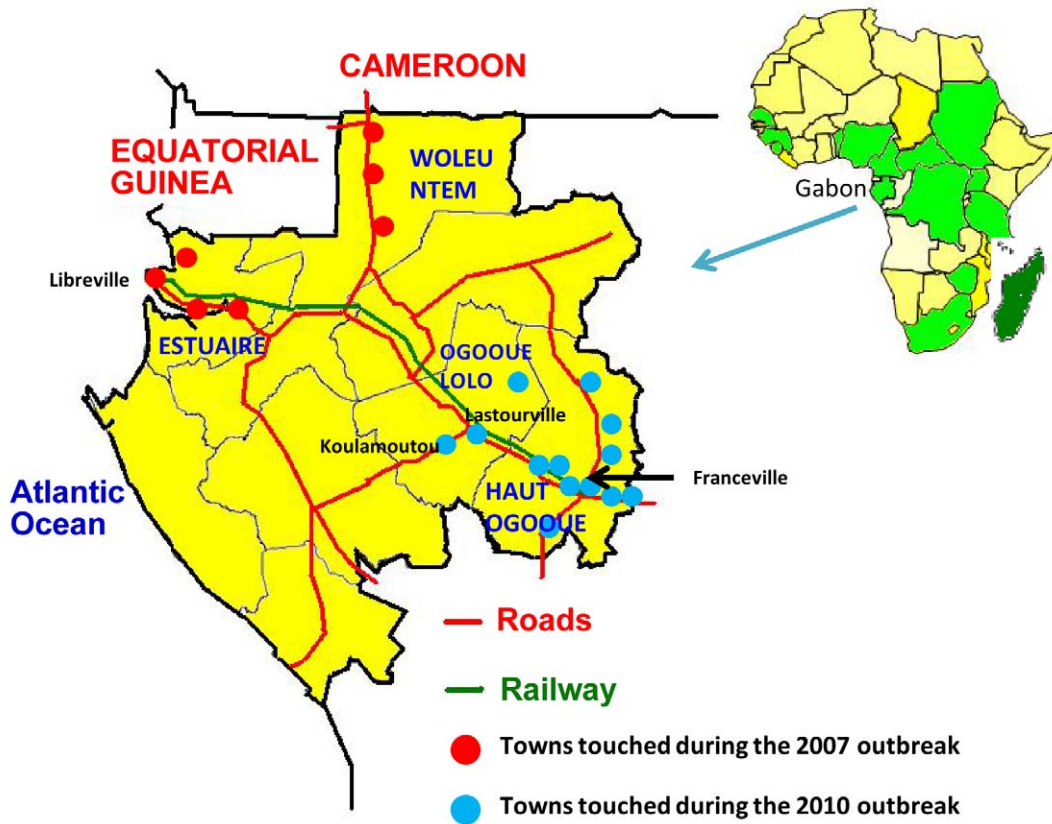 CAMEROON
EQUATORIAL
GUINEA
WOLEU
NTEM
Gabon
Libreville
ESTUAIRE
OGOOUE
LOLO
Lastourville
Koulamoutou
Franceville
HAUT
OGOOUE
Atlantic
Ocean
Roads
Railway
Towns touched during the 2007 outbreak
Towns touched during the 2010 outbreak